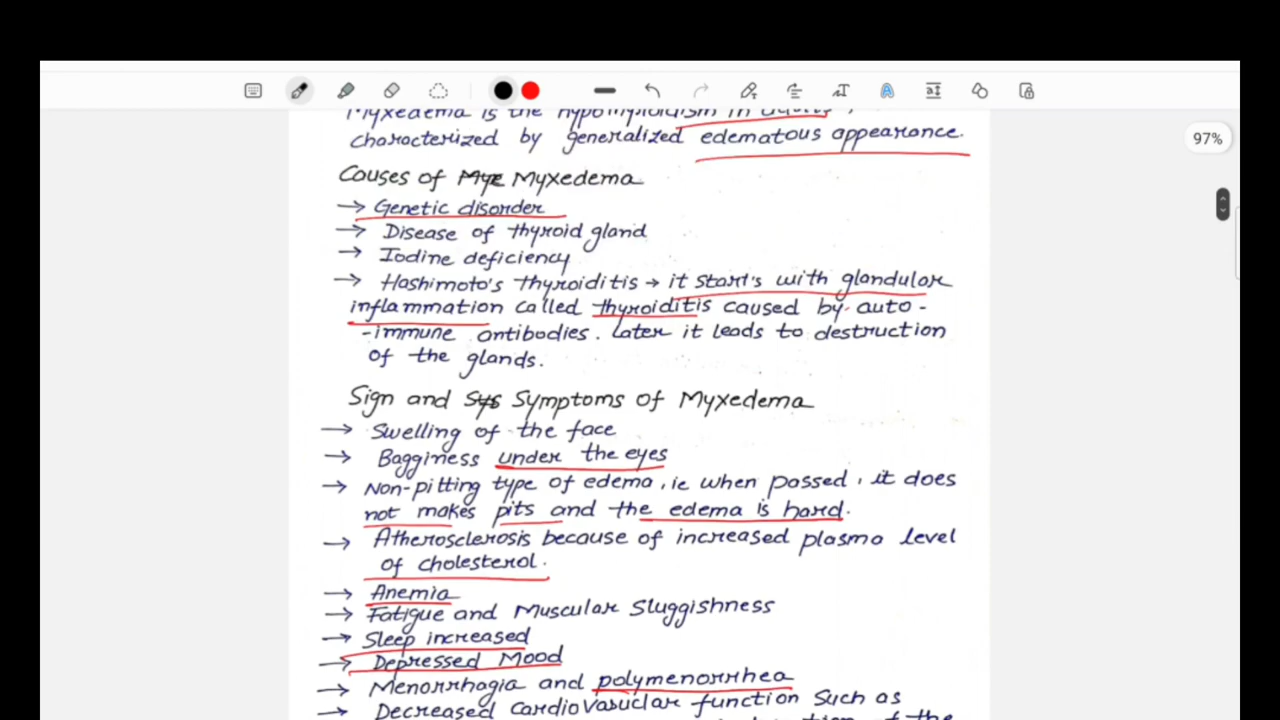 97%
Myxedema is the hypothyroidism in adults,
characterized by generalized edematous appearance.
Causes of Mye Myxedema
→ Genetic disorder
→ Disease of thyroid gland
→ Iodine deficiency
→ Hashimoto's thyroiditis → it start's with glandular
inflammation called thyroiditis caused by auto-
-immune antibodies. Later it leads to destruction
of the glands.
Sign and Sys Symptoms of Myxedema
→ Swelling of the face
→ Bagginess under the eyes
→ Non-pitting type of edema, ie when possed, it does
not makes pits and the edema is hard.
→ Atherosclerosis because of increased plasma level
of cholesterol.
→ Anemia
→ Fatigue and Muscular Sluggishness
→ Sleep increased
→ Depressed Mood
→ Menorrhagia and polymenorrhea
→ Decreased Cardiovascular function Such as
of the